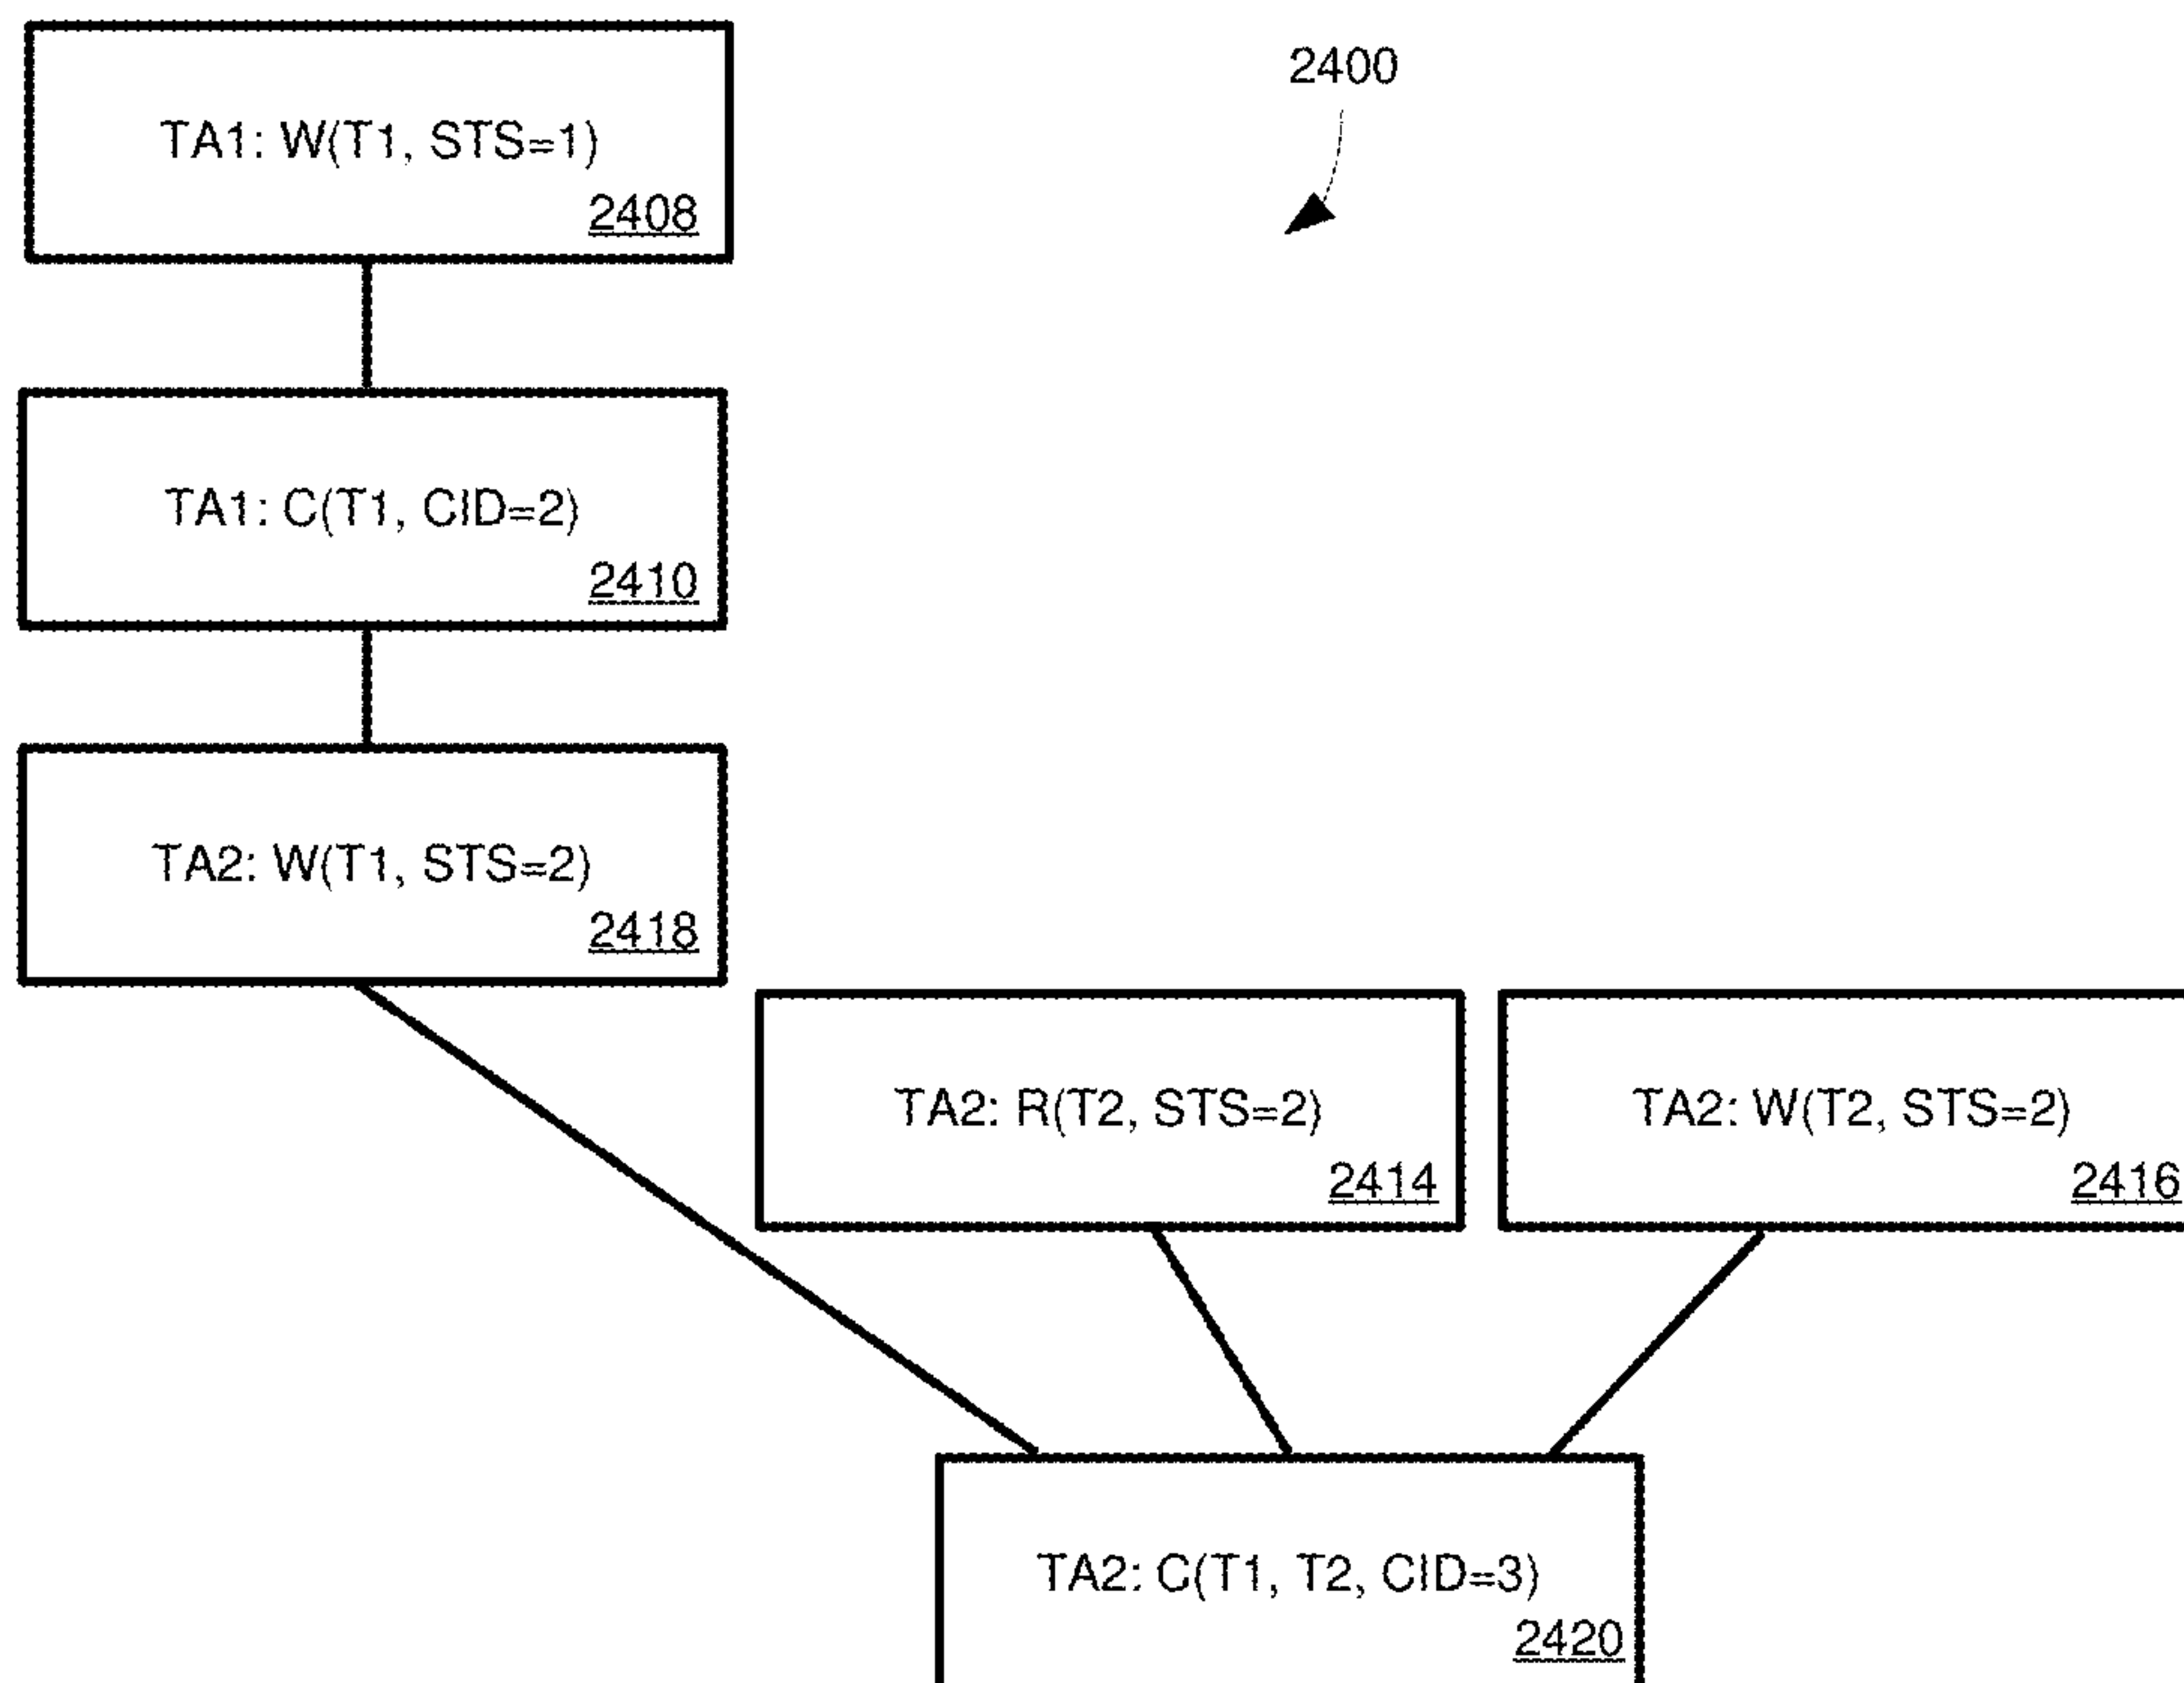 2400
TA1: W(T1, STS=1)
2408
TA1: C(T1, CID=2)
2410
TA2: W(T1, STS=2)
2418
TA2: R(T2, STS=2)
2414
TA2: W(T2, STS=2)
2416
TA2: C(T1, T2, CID=3)
2420